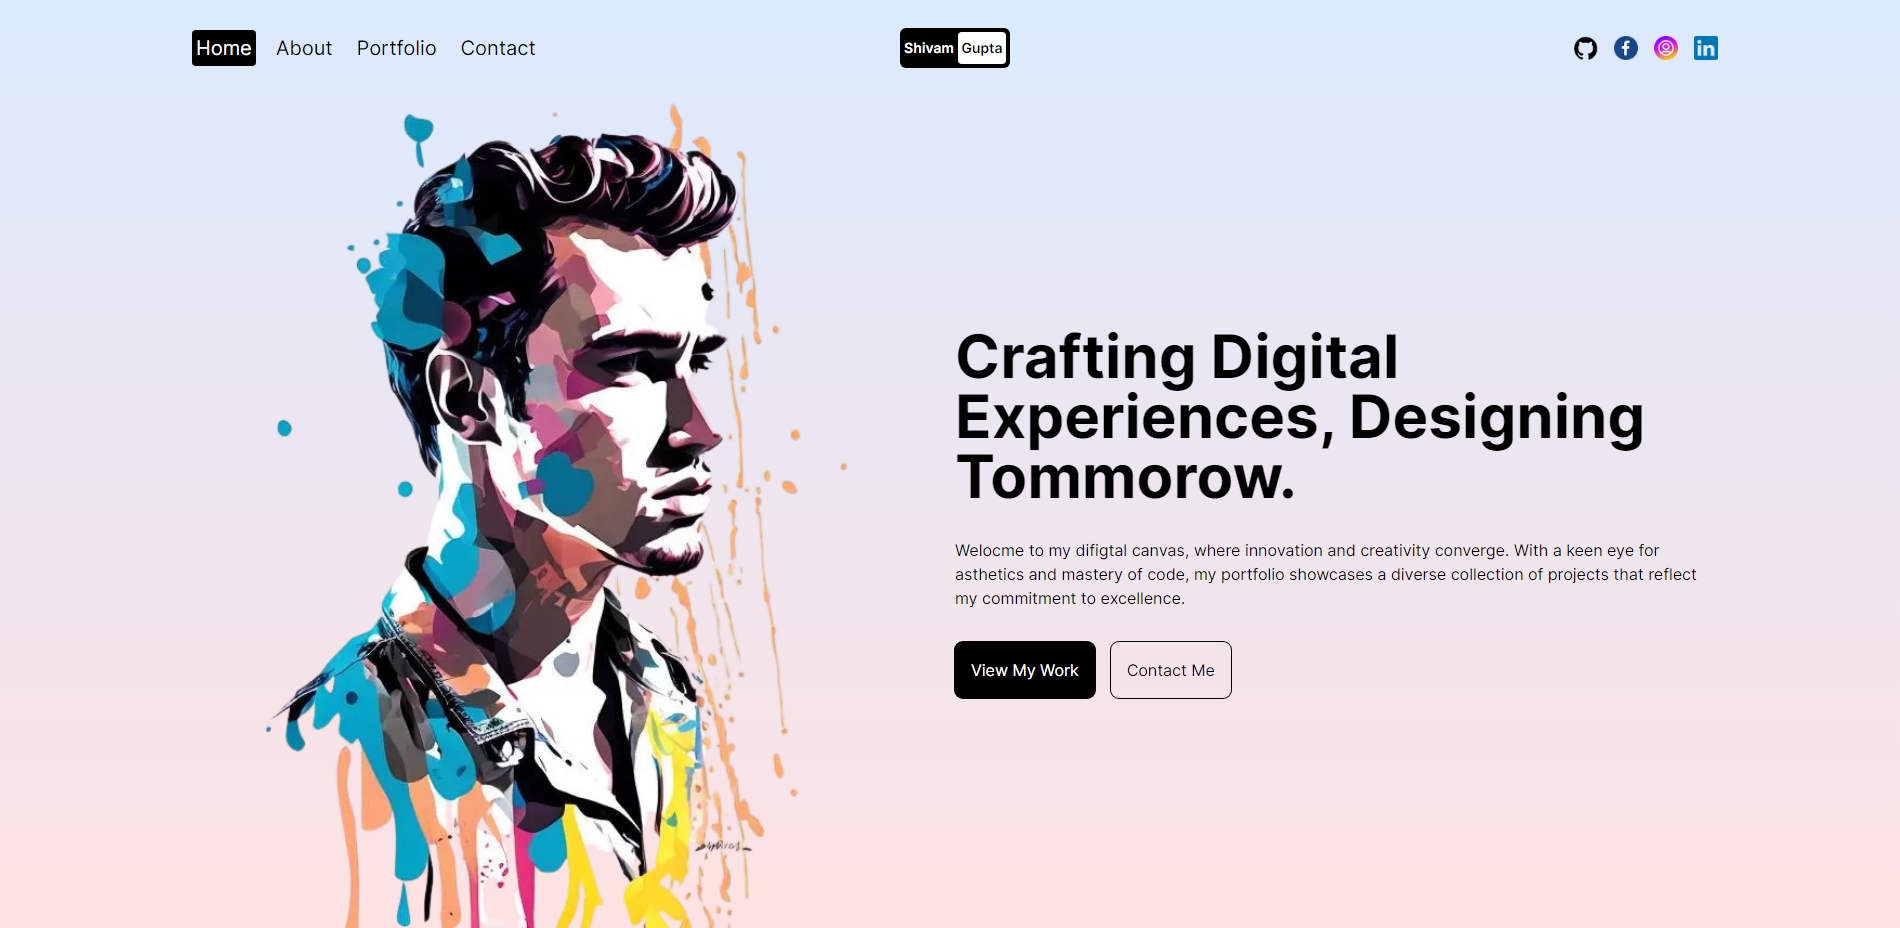 Home About Portfolio Contact
Shivam Gupta
Crafting Digital
Experiences, Designing
Tommorow.
Welocme to my difigtal canvas, where innovation and creativity converge. With a keen eye for
asthetics and mastery of code, my portfolio showcases a diverse collection of projects that reflect
my commitment to excellence.
View My Work
Contact Me